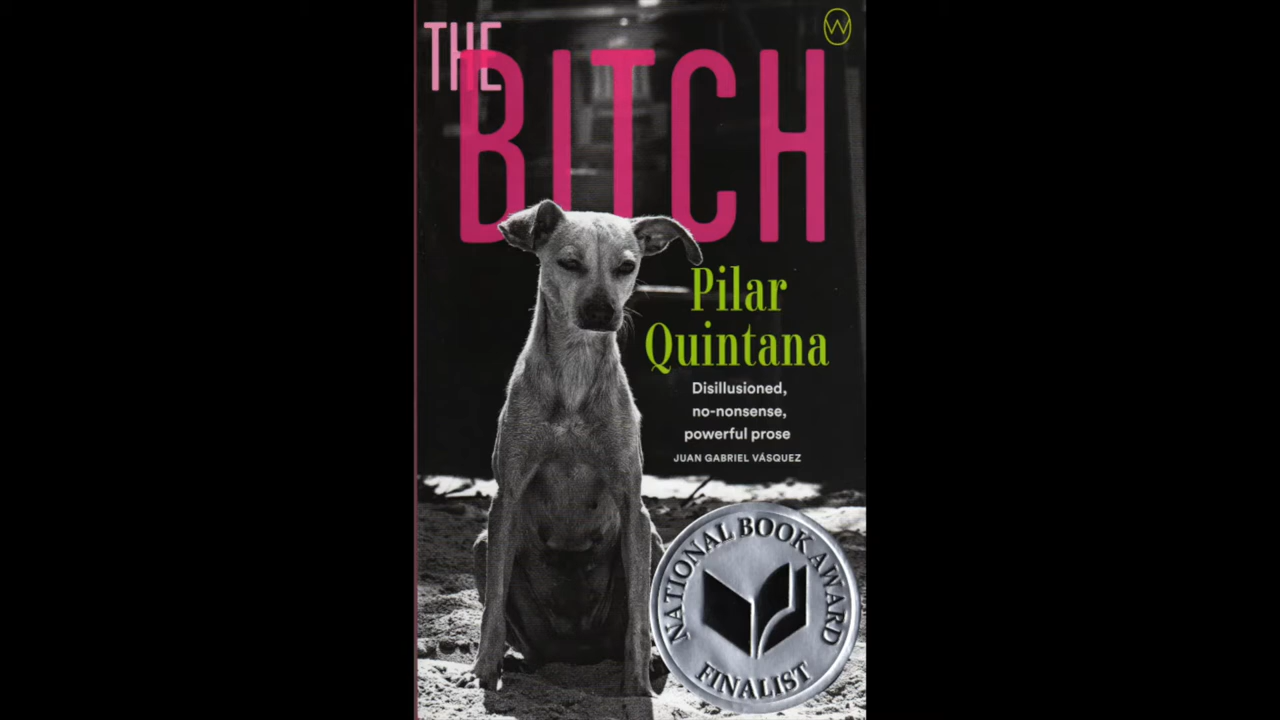 THE
BITCH
W
Pilar
Quintana
Disillusioned,
no-nonsense,
powerful prose
JUAN GABRIEL VÁSQUEZ
NATIONAL BOOK AWARD
FINALIST